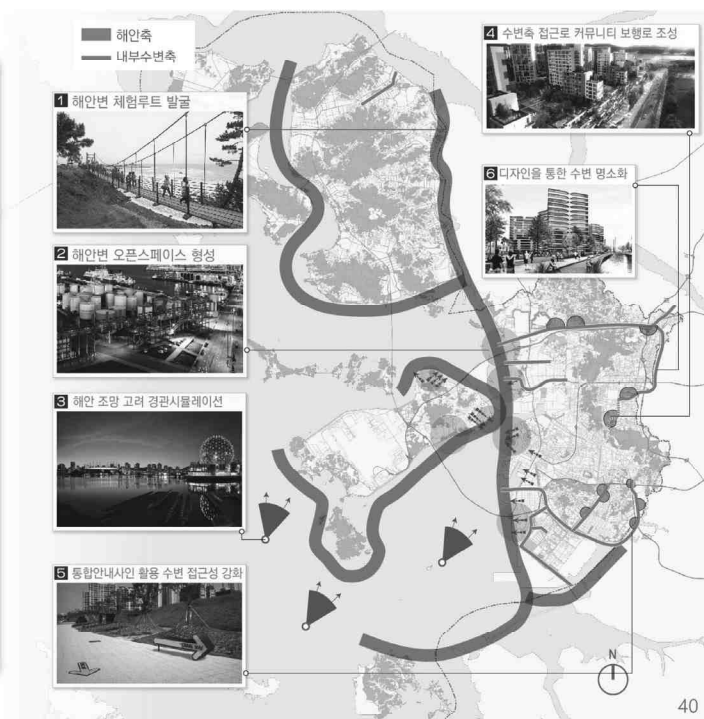 해안축
내부수변축
1 해안변 체험루트 발굴
2 해안변 오픈스페이스 형성
3 해안 조망 고려 경관시뮬레이션
5 통합안내사인 활용 수변 접근성 강화
4 수변축 접근로 커뮤니티 보행로 조성
6 디자인을 통한 수변 명소화
N
40